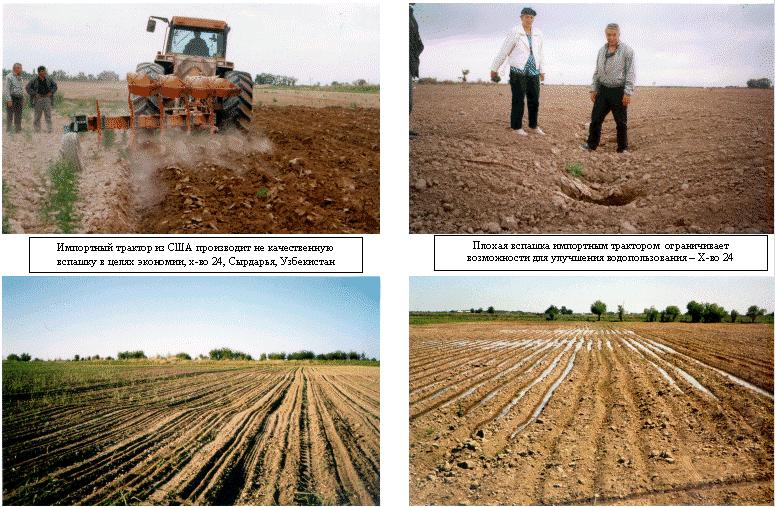 Импортный трактор из США производит не качественную
вспашку в целях экономии, х-во 24, Сырдарья, Узбекистан
Плохая вспашка импортным трактором ограничивает
возможности для улучшения водопользования – Х-во 24